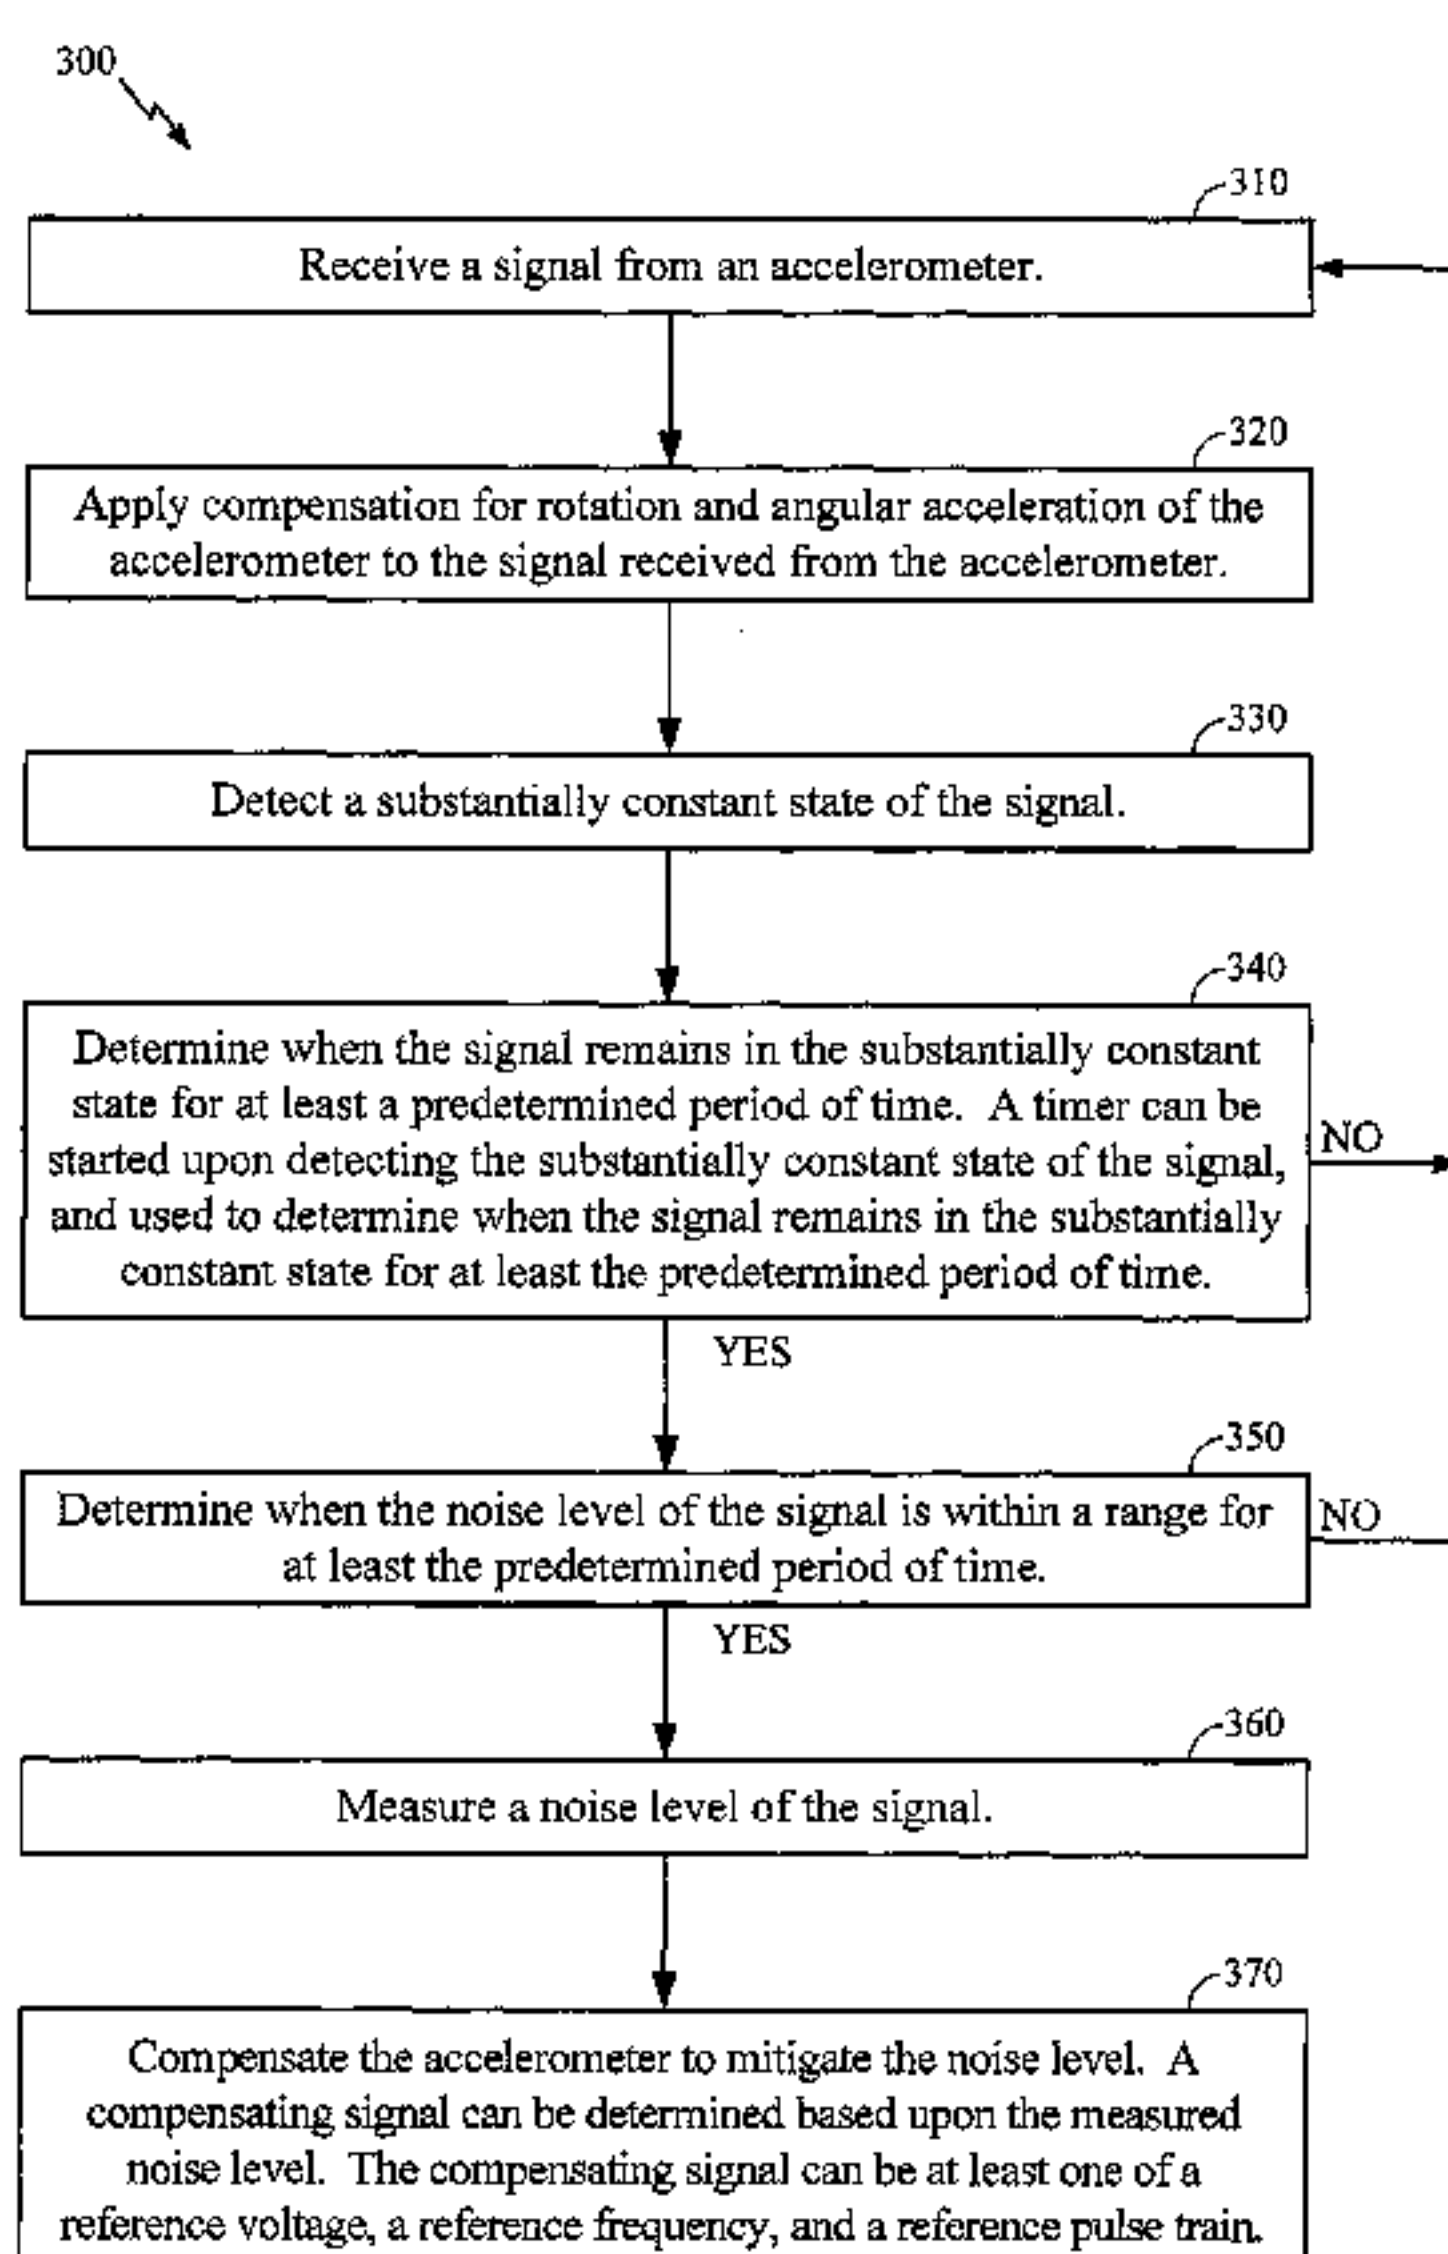 300
310
Receive a signal from an accelerometer.
320
Apply compensation for rotation and angular acceleration of the
accelerometer to the signal received from the accelerometer.
330
Detect a substantially constant state of the signal.
340
Determine when the signal remains in the substantially constant
state for at least a predetermined period of time. A timer can be
started upon detecting the substantially constant state of the signal,
and used to determine when the signal remains in the substantially
constant state for at least the predetermined period of time.
NO
YES
350
Determine when the noise level of the signal is within a range for
at least the predetermined period of time.
NO
YES
360
Measure a noise level of the signal.
370
Compensate the accelerometer to mitigate the noise level. A
compensating signal can be determined based upon the measured
noise level. The compensating signal can be at least one of a
reference voltage, a reference frequency, and a reference pulse train.